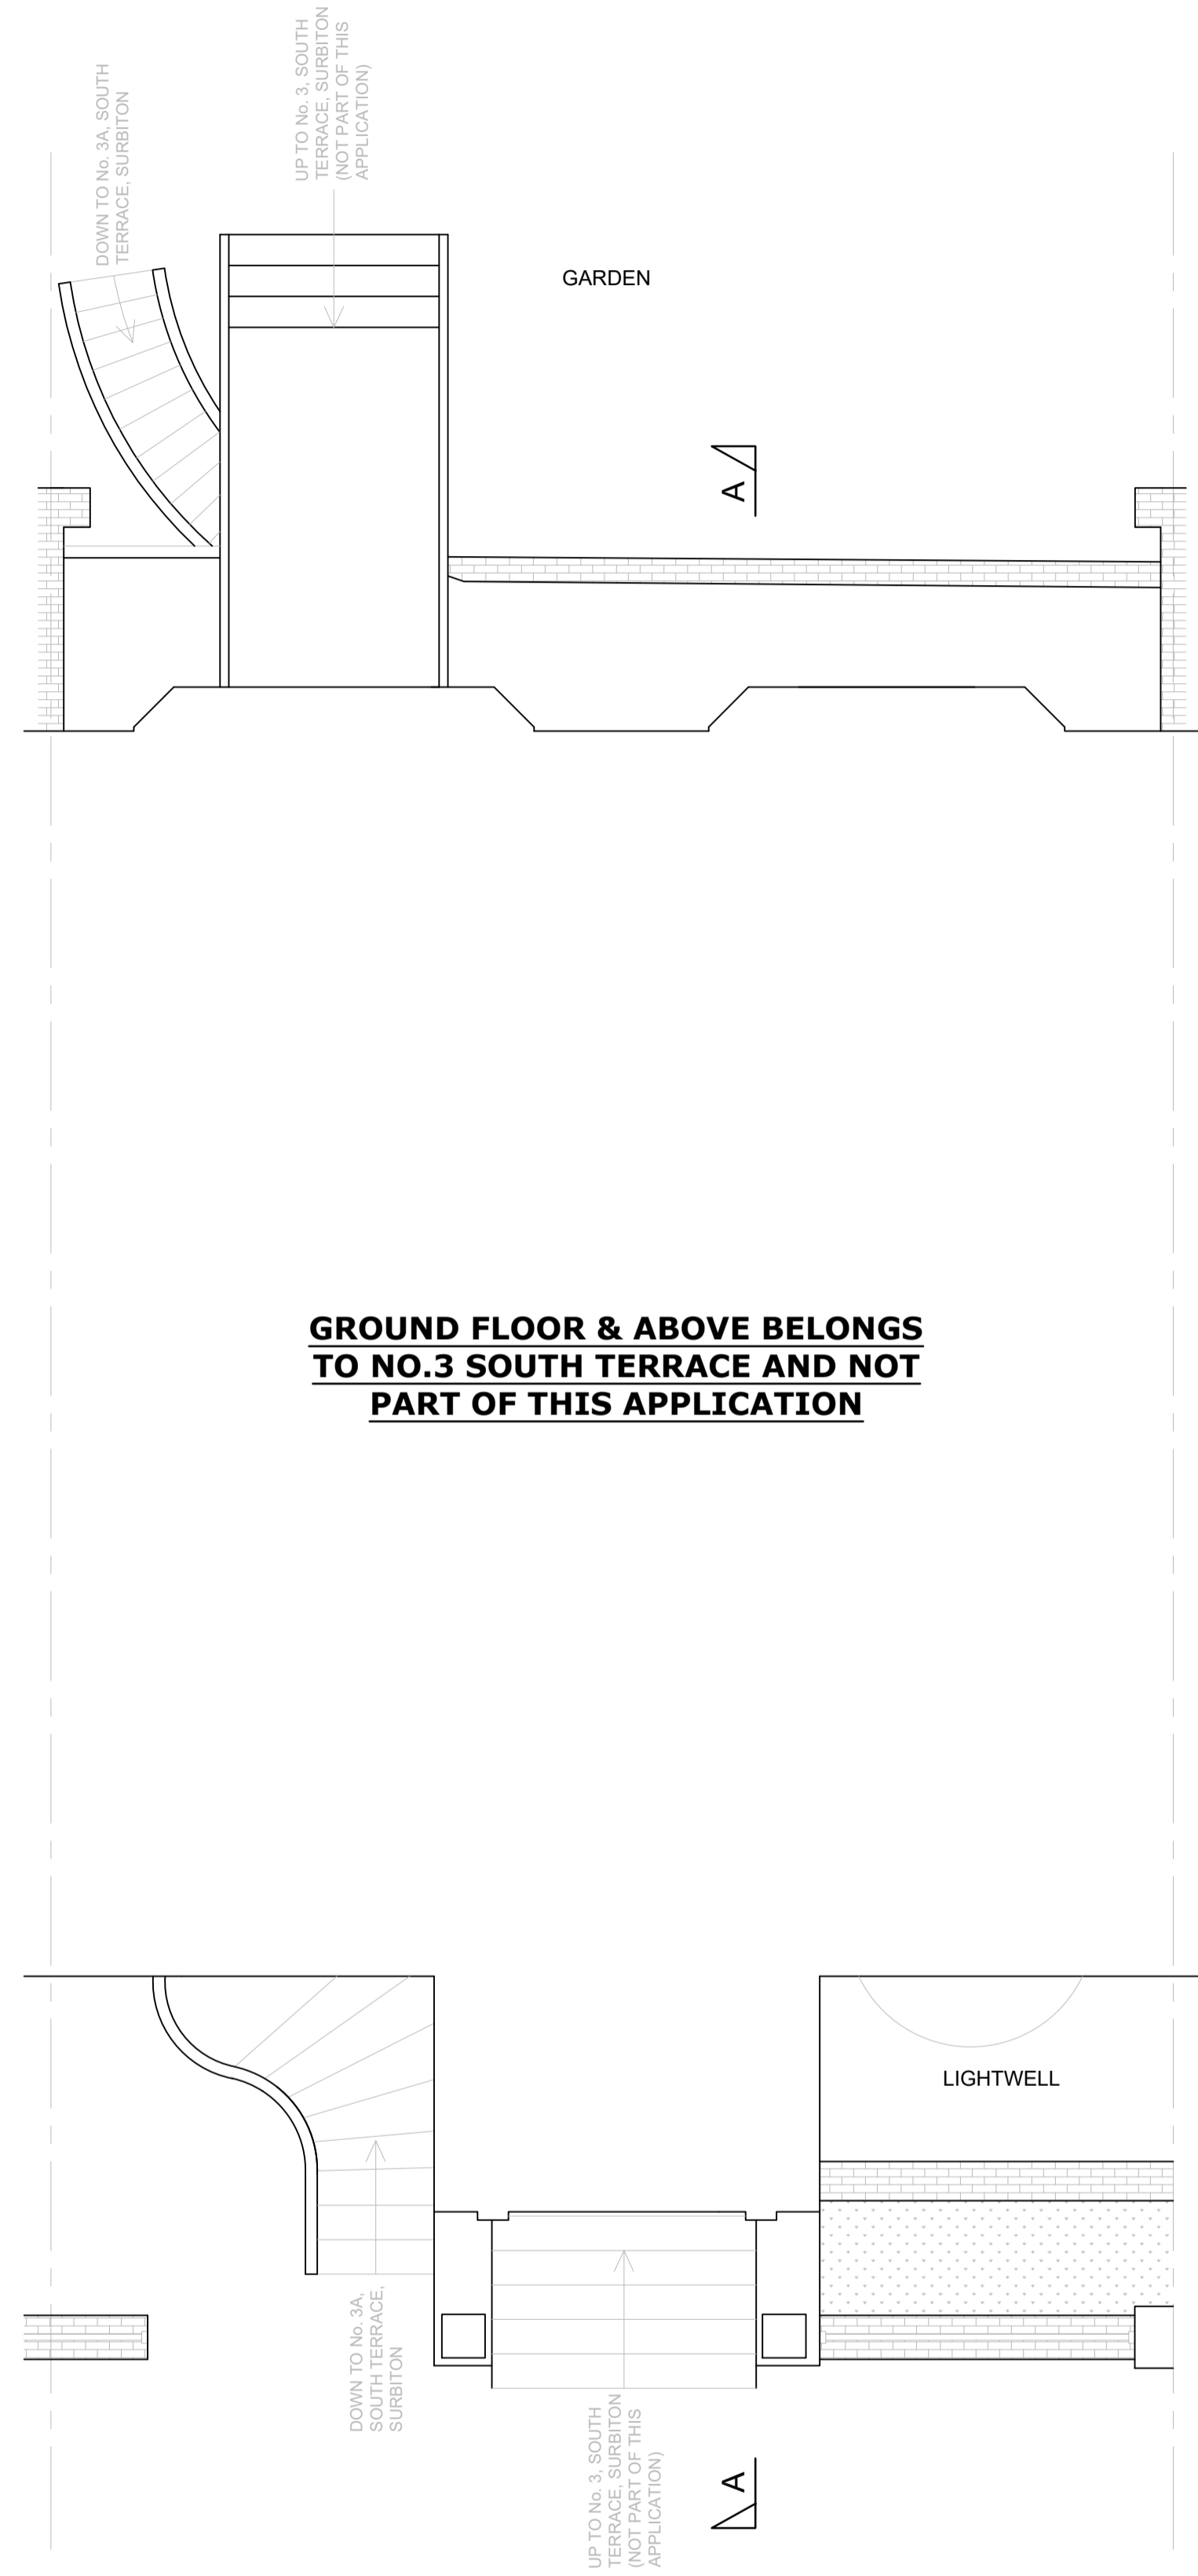 UP TO No. 3, SOUTH
TERRACE, SURBITON
(NOT PART OF THIS
APPLICATION)
DOWN TO No. 3A, SOUTH
TERRACE, SURBITON
GARDEN
A
GROUND FLOOR & ABOVE BELONGS
TO NO.3 SOUTH TERRACE AND NOT
PART OF THIS APPLICATION
LIGHTWELL
DOWN TO No. 3A,
SOUTH TERRACE,
SURBITON
UP TO No. 3, SOUTH
TERRACE, SURBITON
(NOT PART OF THIS
APPLICATION)
A